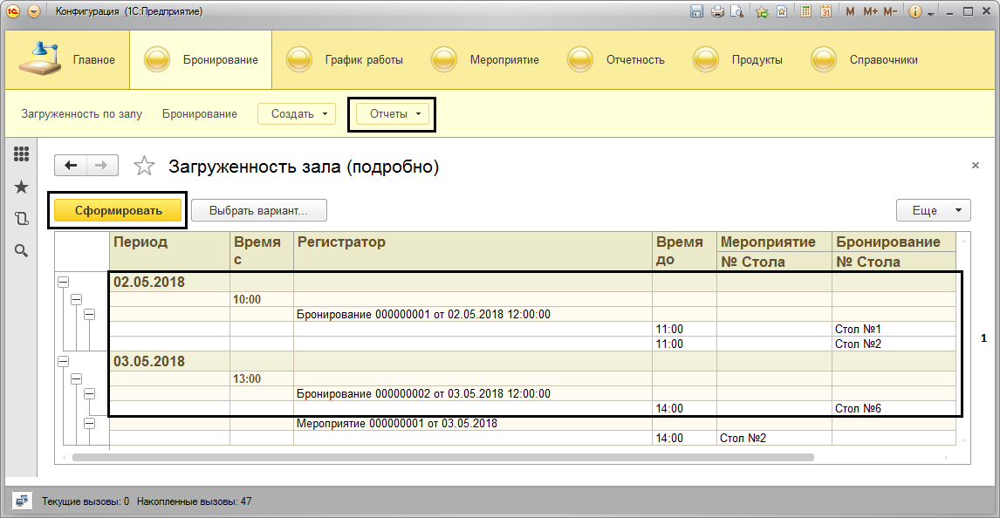 1С Конфигурация (1С:Предприятие) 31 M M+ M- i
Главное Бронирование График работы Мероприятие Отчетность Продукты Справочники
Загруженность по залу Бронирование Создать Отчеты
Загруженность зала (подробно)
Сформировать Выбрать вариант... Еще
Период Время с Регистратор Время до Мероприятие Бронирование
№ Стола № Стола
02.05.2018
10:00
Бронирование 000000001 от 02.05.2018 12:00:00
11:00 Стол №1
11:00 Стол №2
1
03.05.2018
13:00
Бронирование 000000002 от 03.05.2018 12:00:00
14:00 Стол №6
Мероприятие 000000001 от 03.05.2018
14:00 Стол №2
Текущие вызовы: 0 Накопленные вызовы: 47